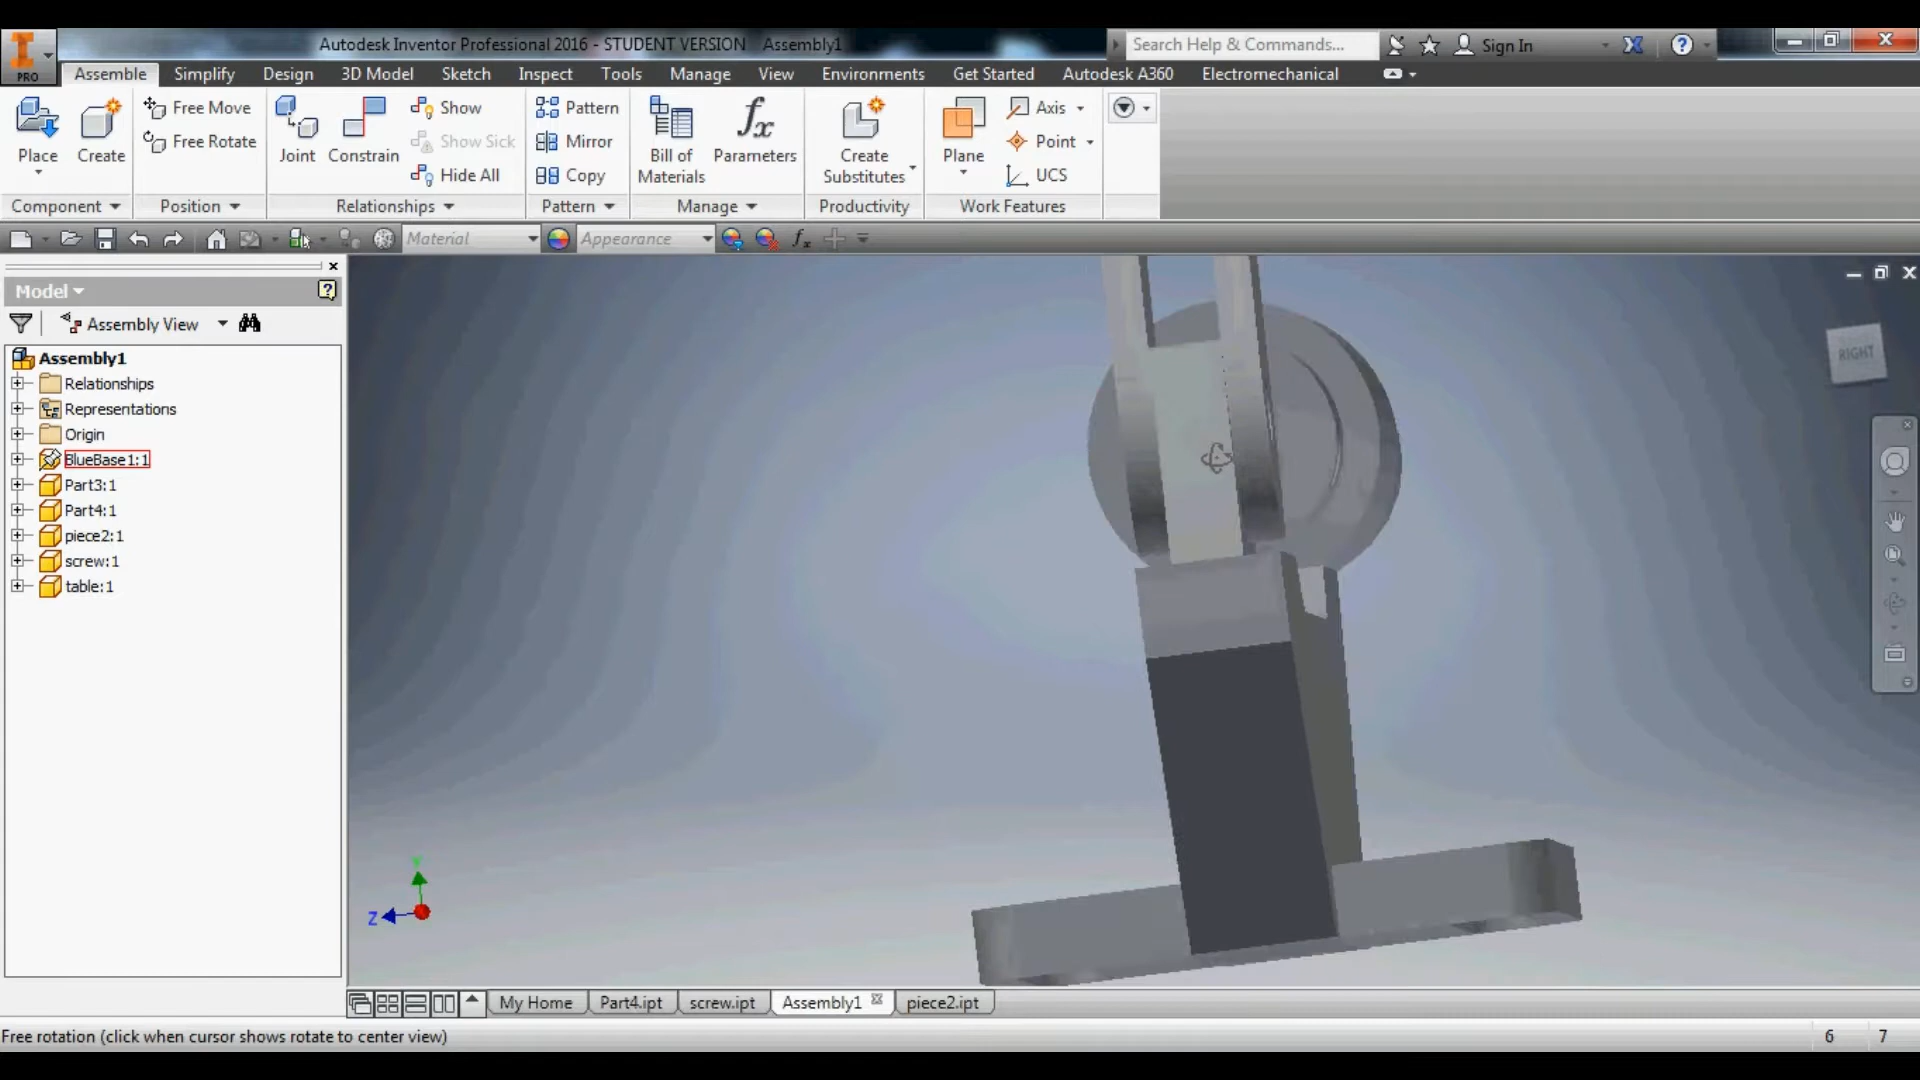 Autodesk Inventor Professional 2016 - STUDENT VERSION Assembly1
Search Help & Commands... Sign In
PRO
Assemble Simplify Design 3D Model Sketch Inspect Tools Manage View Environments Get Started Autodesk A360 Electromechanical
Place Create Free Move Free Rotate
Joint Constrain Show Show Sick Hide All
Pattern Mirror Copy
Bill of Materials fx Parameters
Create Substitutes
Plane Axis Point UCS
Component Position Relationships Pattern Manage Productivity Work Features
Material Appearance fx
Model
Assembly View
Assembly1
Relationships
Representations
Origin
BlueBase1:1
Part3:1
Part4:1
piece2:1
screw:1
table:1
RIGHT
Y
Z
My Home Part4.ipt screw.ipt Assembly1 piece2.ipt
Free rotation (click when cursor shows rotate to center view) 6 7